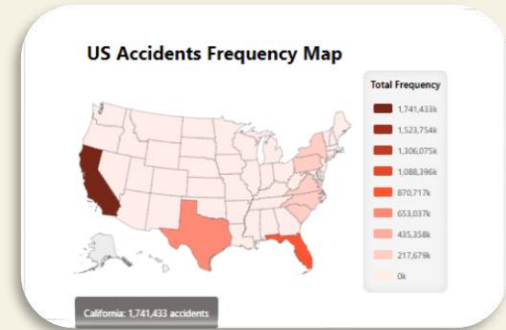 US Accidents Frequency Map
Total Frequency
1,741,433k
1,523,754k
1,306,075k
1,088,396k
870,717k
653,037k
435,358k
217,679k
0k
California: 1,741,433 accidents